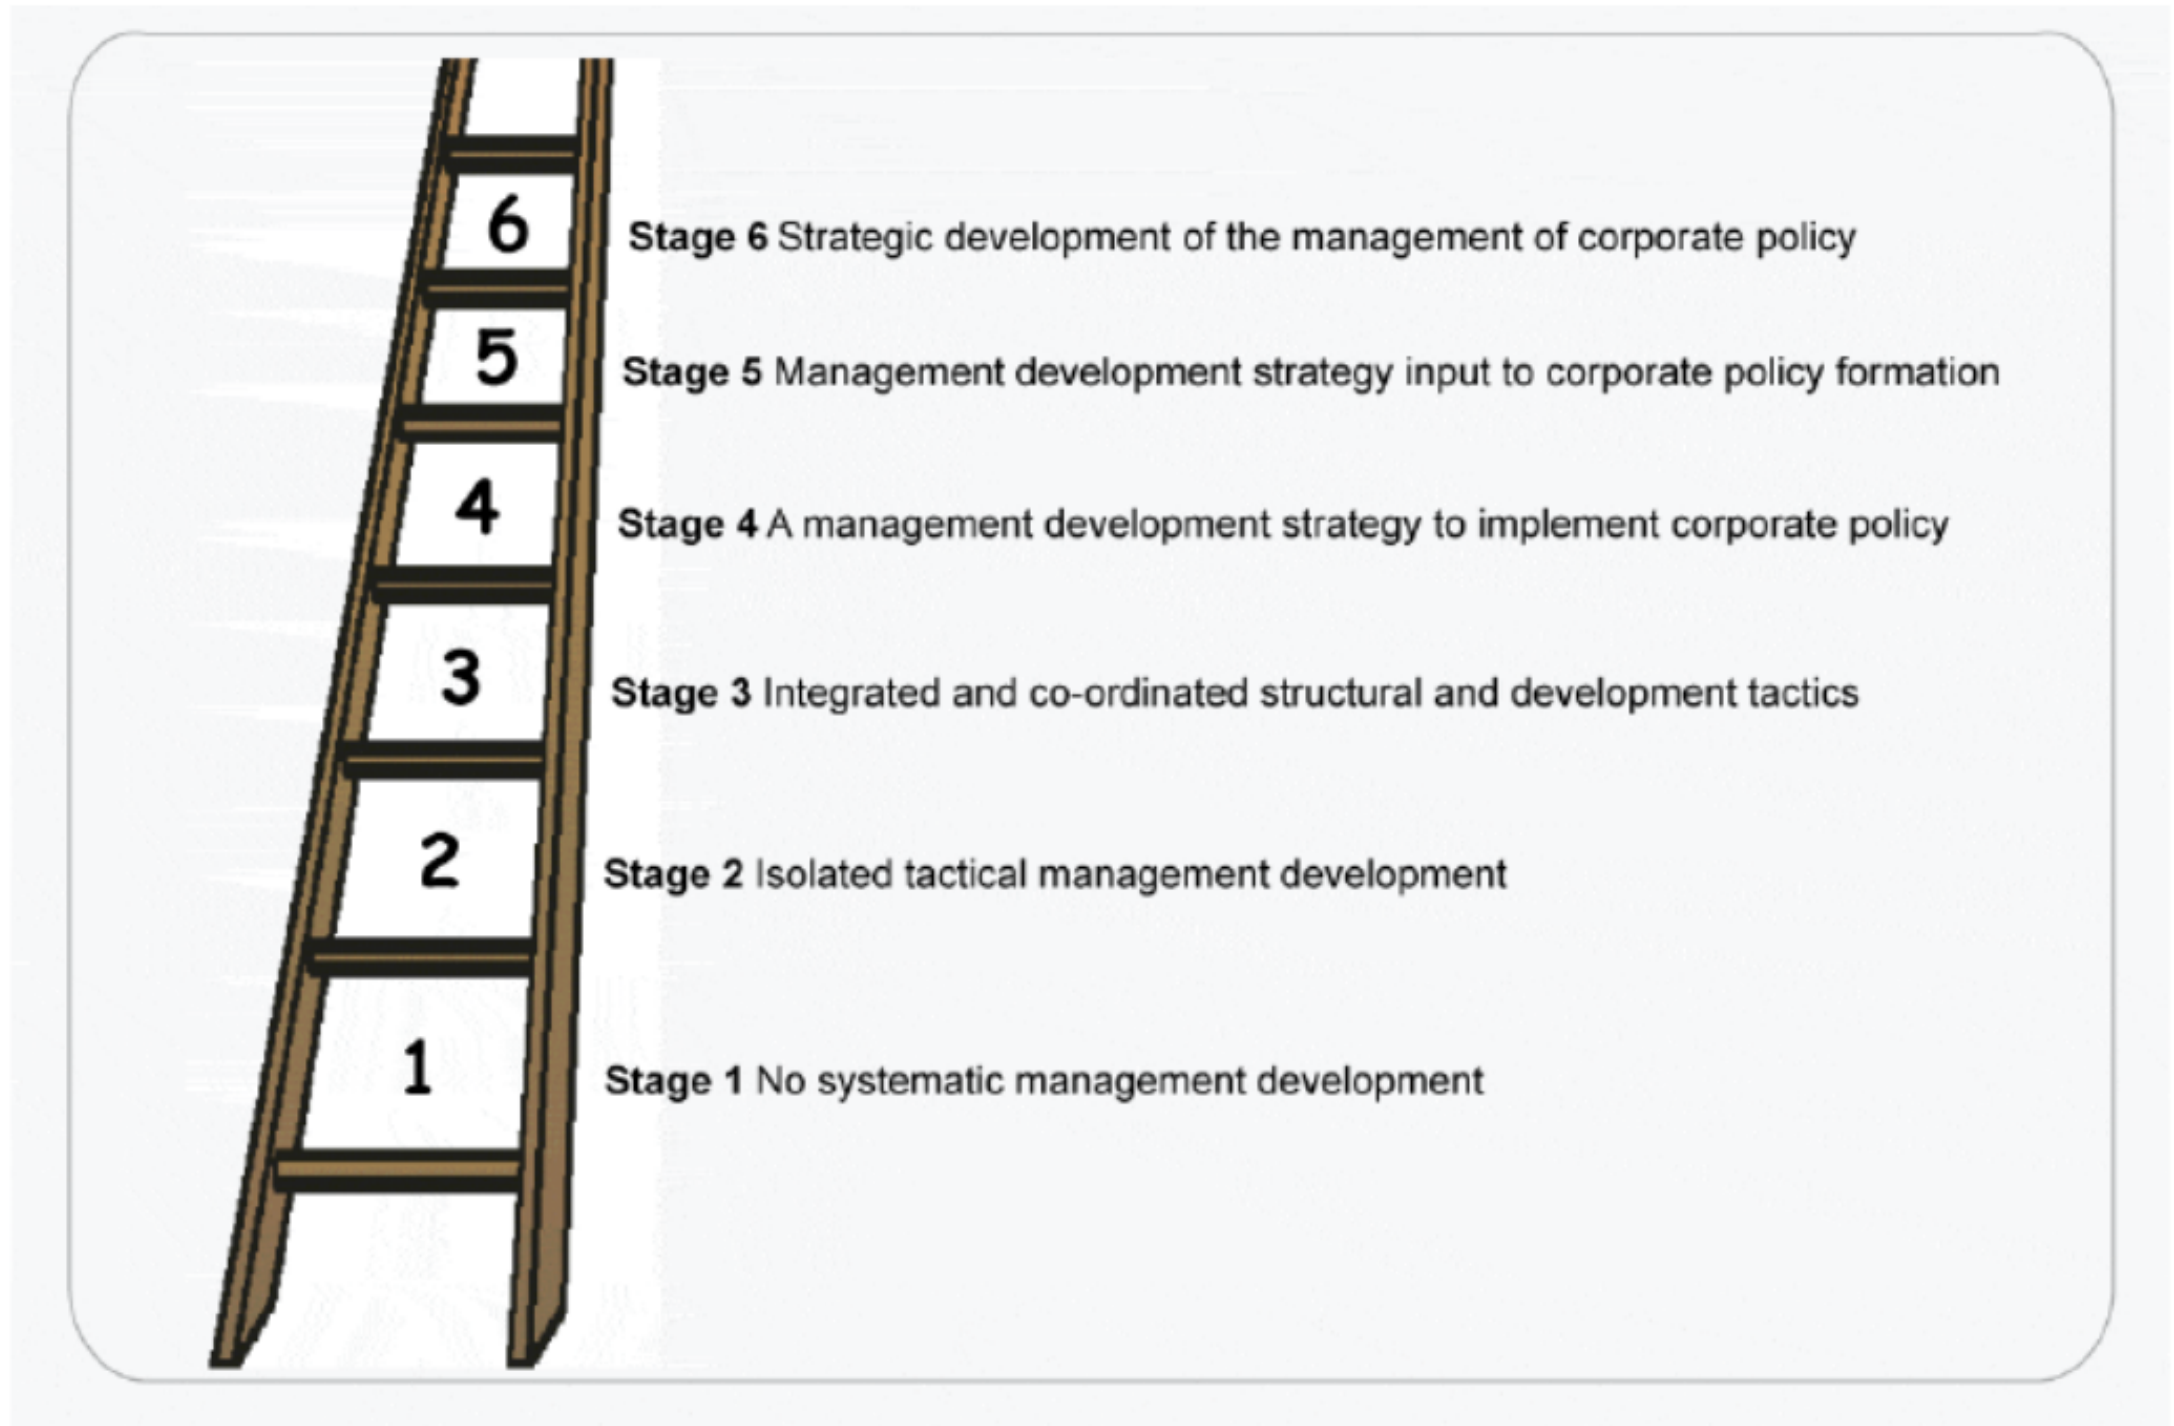 6
Stage 6 Strategic development of the management of corporate policy
5
Stage 5 Management development strategy input to corporate policy formation
4
Stage 4 A management development strategy to implement corporate policy
3
Stage 3 Integrated and co-ordinated structural and development tactics
2
Stage 2 Isolated tactical management development
1
Stage 1 No systematic management development